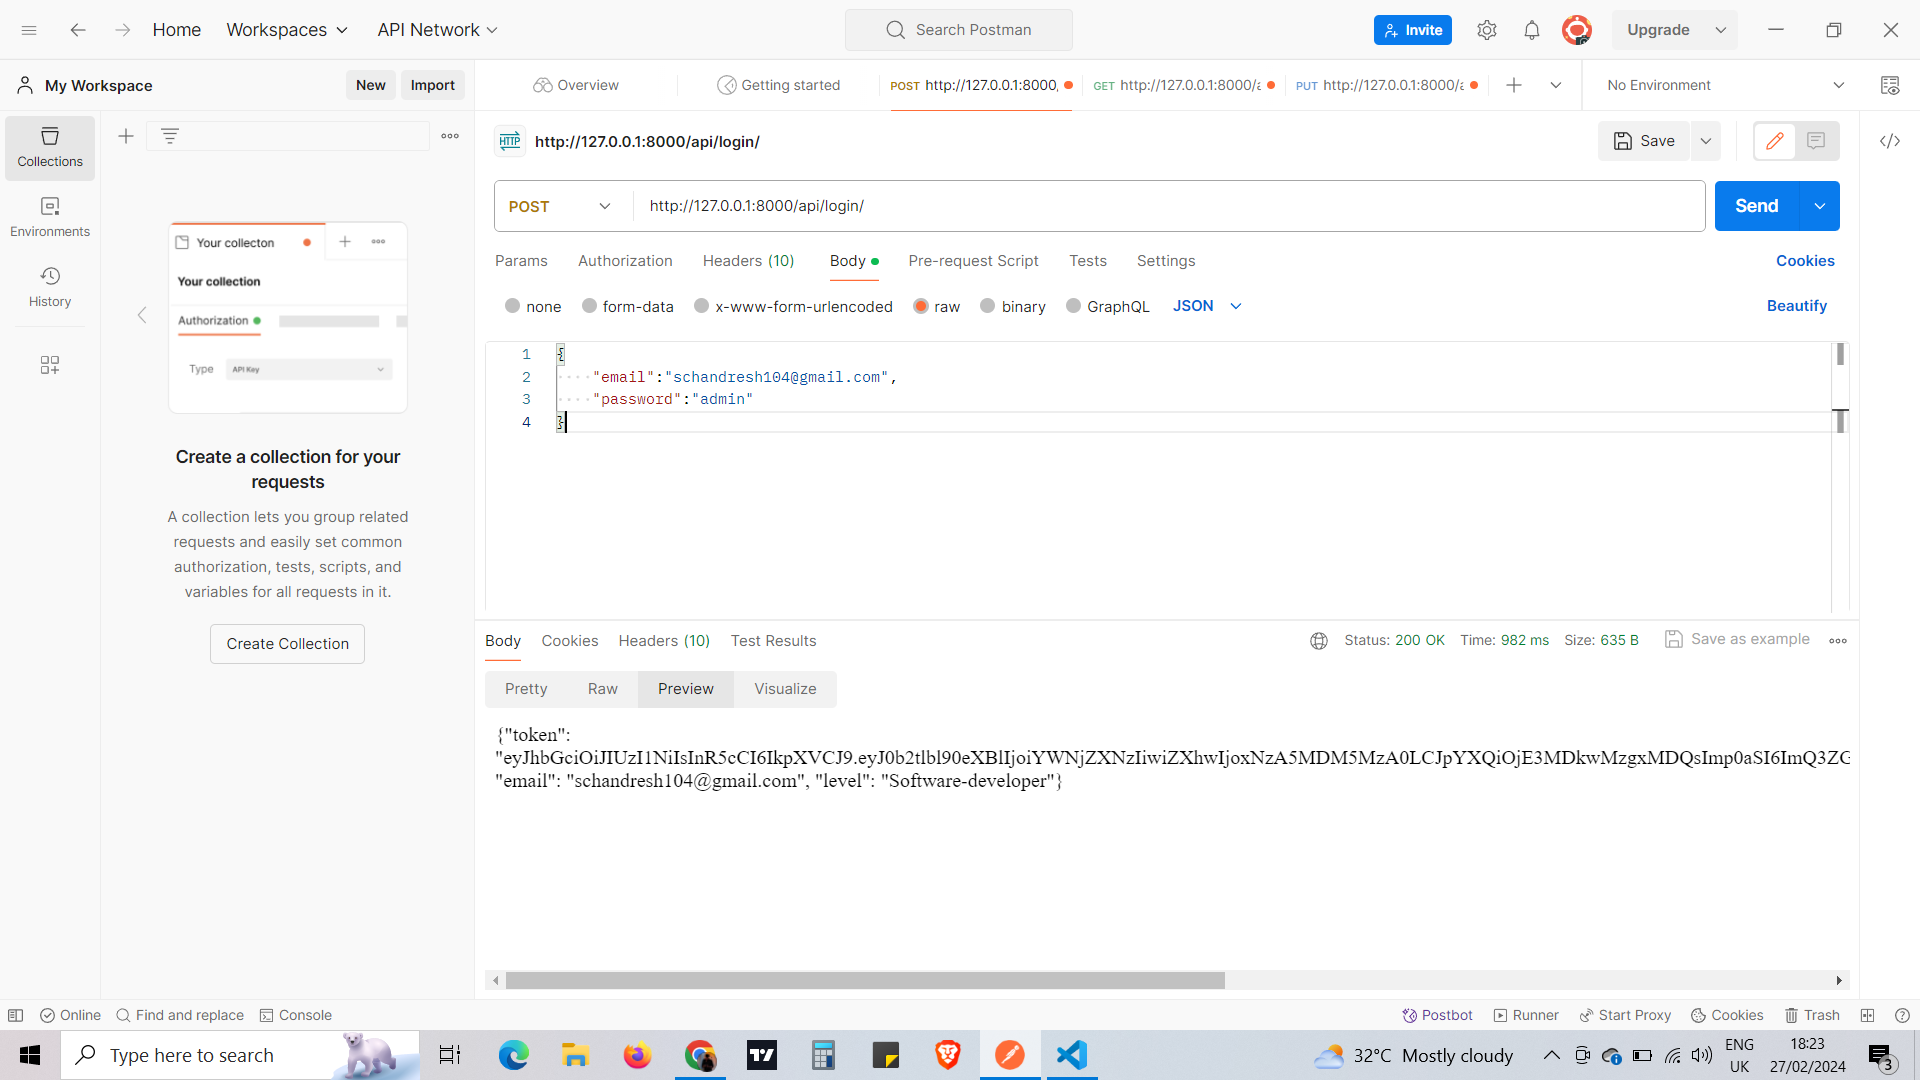 Home Workspaces API Network Search Postman Invite Upgrade
My Workspace New Import Overview Getting started POST http://127.0.0.1:8000, GET http://127.0.0.1:8000/a PUT http://127.0.0.1:8000/a No Environment
Collections
Environments
History
Your collecton
Your collection
Authorization
Type API Key
Create a collection for your
requests
A collection lets you group related
requests and easily set common
authorization, tests, scripts, and
variables for all requests in it.
Create Collection
HTTP http://127.0.0.1:8000/api/login/ Save
POST http://127.0.0.1:8000/api/login/ Send
Params Authorization Headers (10) Body Pre-request Script Tests Settings Cookies
none form-data x-www-form-urlencoded raw binary GraphQL JSON Beautify
1 {
2 "email":"schandresh104@gmail.com",
3 "password":"admin"
4 }
Body Cookies Headers (10) Test Results Status: 200 OK Time: 982 ms Size: 635 B Save as example
Pretty Raw Preview Visualize
{"token":
"eyJhbGciOiJIUzI1NiIsInR5cCI6IkpXVCJ9.eyJ0b2tlbl90eXBlIjoiYWNjZXNzIiwiZXhwIjoxNzA5MDM5MzA0LCJpYXQiOjE3MDkwMzgxMDQsImp0aSI6ImQ3ZG
"email": "schandresh104@gmail.com", "level": "Software-developer"}
Online Find and replace Console Postbot Runner Start Proxy Cookies Trash
Type here to search 32°C Mostly cloudy ENG 18:23
UK 27/02/2024 3